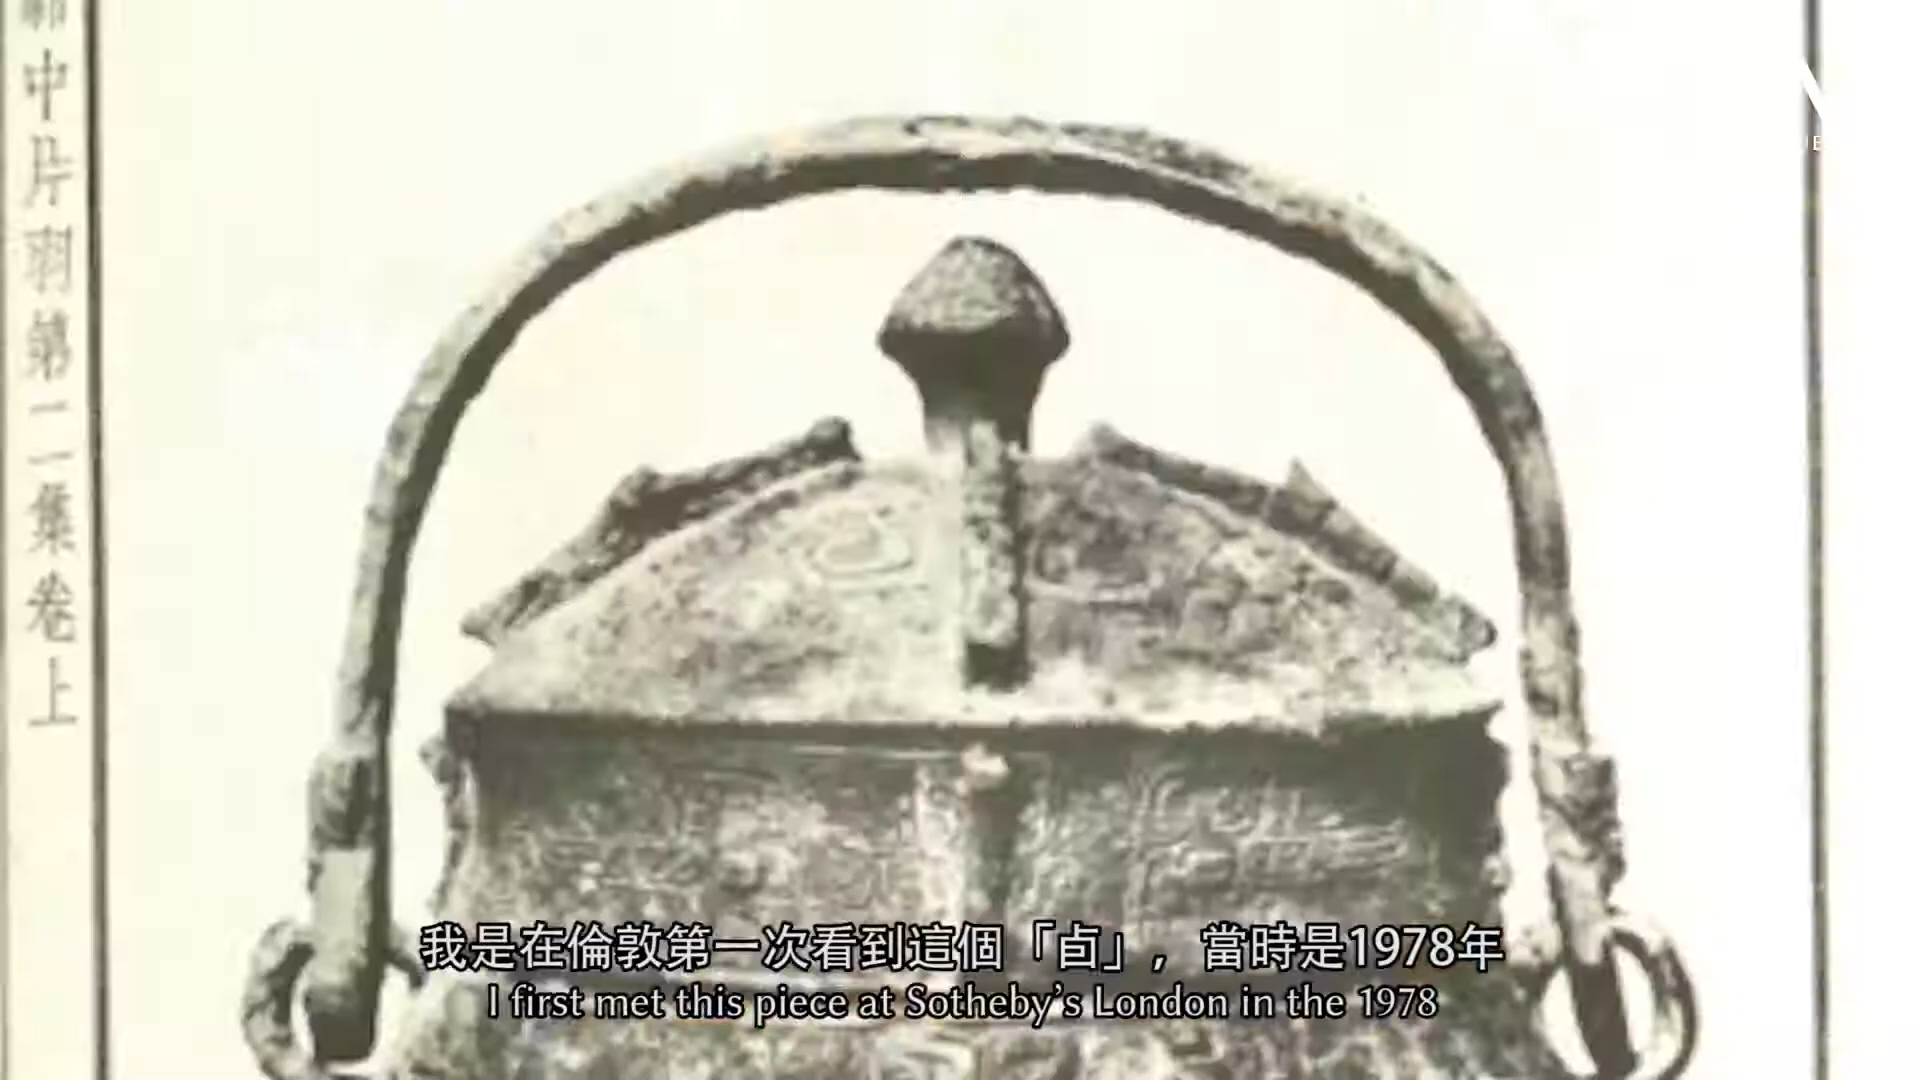 鄴中片羽第二集卷上
我是在倫敦第一次看到這個「卣」，當時是1978年
I first met this piece at Sotheby's London in the 1978